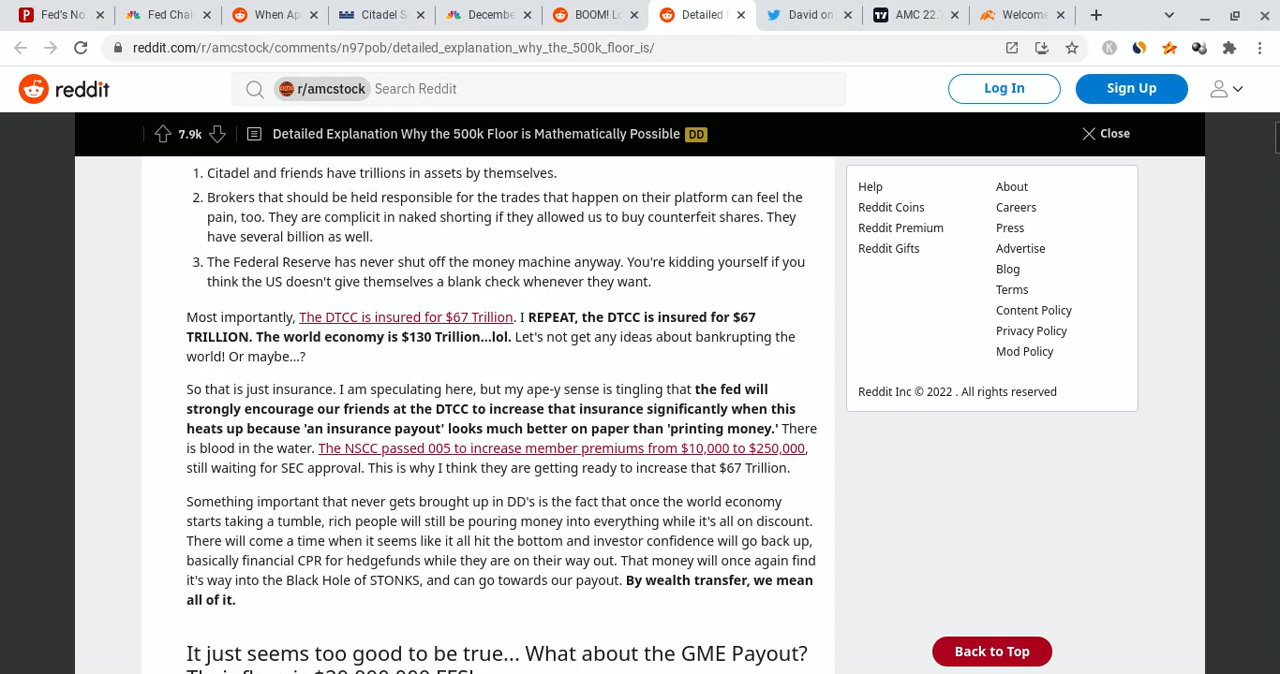 Fed's No.
Fed Chai
When Ap
Citadel S
Decembe
BOOM! Lo
Detailed
David on
AMC 22.
Welcome
reddit.com/r/amcstock/comments/n97pob/detailed_explanation_why_the_500k_floor_is/
reddit
r/amcstock Search Reddit
Log In
Sign Up
7.9k
Detailed Explanation Why the 500k Floor is Mathematically Possible DD
Close
1. Citadel and friends have trillions in assets by themselves.
2. Brokers that should be held responsible for the trades that happen on their platform can feel the
pain, too. They are complicit in naked shorting if they allowed us to buy counterfeit shares. They
have several billion as well.
3. The Federal Reserve has never shut off the money machine anyway. You're kidding yourself if you
think the US doesn't give themselves a blank check whenever they want.
Most importantly, The DTCC is insured for $67 Trillion. I REPEAT, the DTCC is insured for $67
TRILLION. The world economy is $130 Trillion...lol. Let's not get any ideas about bankrupting the
world! Or maybe...?
So that is just insurance. I am speculating here, but my ape-y sense is tingling that the fed will
strongly encourage our friends at the DTCC to increase that insurance significantly when this
heats up because 'an insurance payout' looks much better on paper than 'printing money.' There
is blood in the water. The NSCC passed 005 to increase member premiums from $10,000 to $250,000,
still waiting for SEC approval. This is why I think they are getting ready to increase that $67 Trillion.
Something important that never gets brought up in DD's is the fact that once the world economy
starts taking a tumble, rich people will still be pouring money into everything while it's all on discount.
There will come a time when it seems like it all hit the bottom and investor confidence will go back up,
basically financial CPR for hedgefunds while they are on their way out. That money will once again find
it's way into the Black Hole of STONKS, and can go towards our payout. By wealth transfer, we mean
all of it.
It just seems too good to be true... What about the GME Payout?
Help
Reddit Coins
Reddit Premium
Reddit Gifts
About
Careers
Press
Advertise
Blog
Terms
Content Policy
Privacy Policy
Mod Policy
Reddit Inc © 2022 . All rights reserved
Back to Top